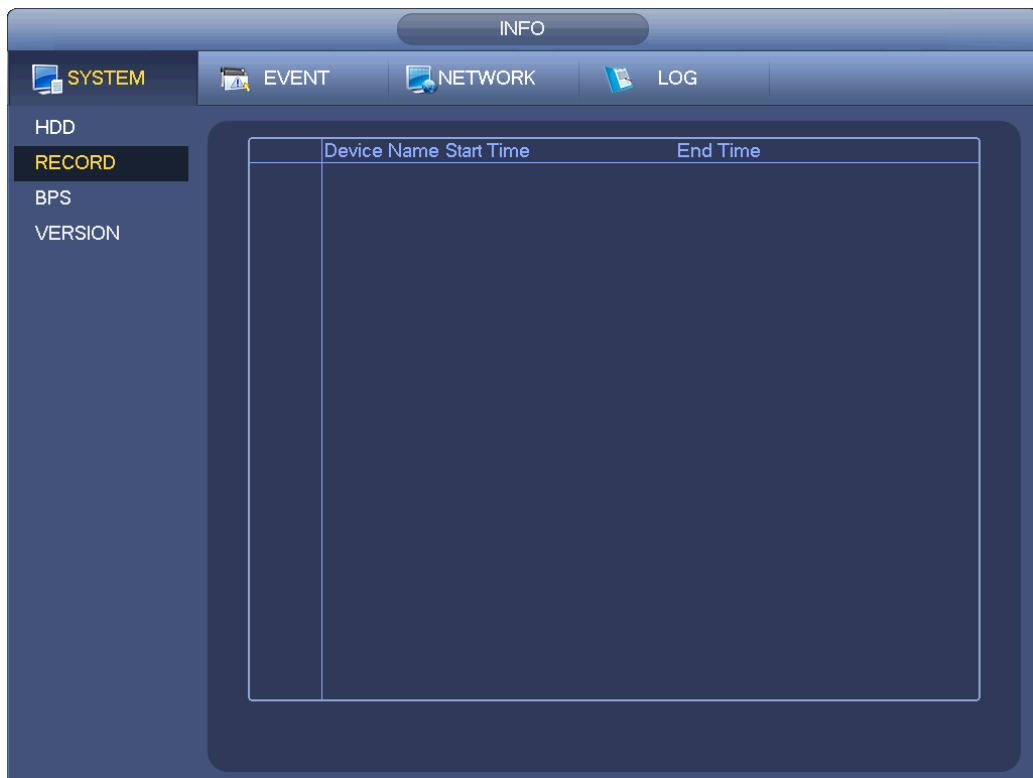 INFO
SYSTEM EVENT NETWORK LOG
HDD
RECORD
BPS
VERSION
Device Name Start Time End Time